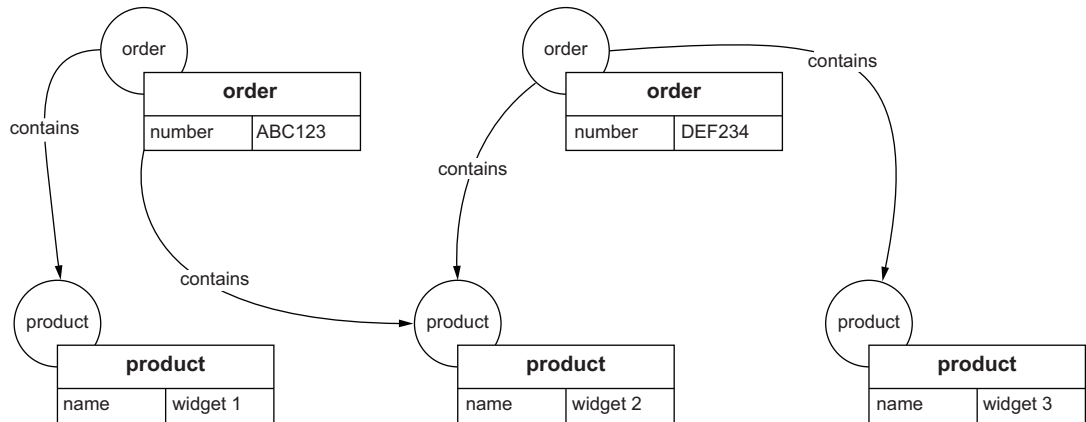 order
order
contains
order
number ABC123
order
number DEF234
contains
contains
contains
product
product
product
product
name widget 1
product
name widget 2
product
name widget 3